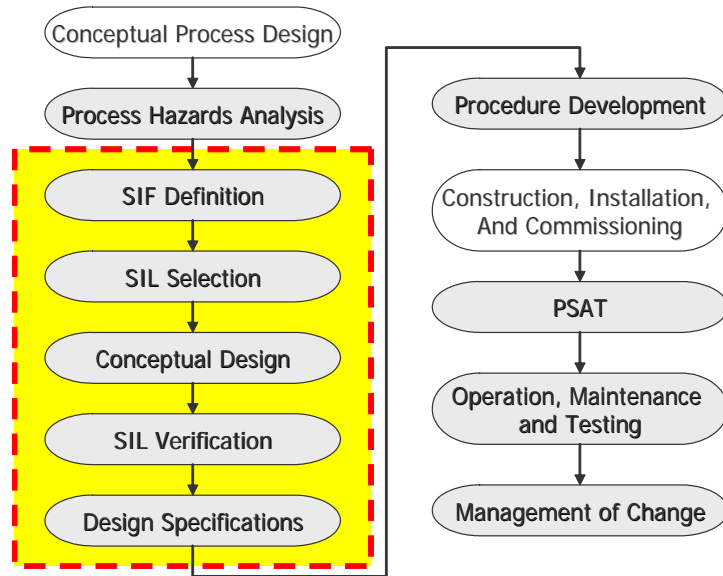 Conceptual Process Design
Process Hazards Analysis
SIF Definition
SIL Selection
Conceptual Design
SIL Verification
Design Specifications
Procedure Development
Construction, Installation,
And Commissioning
PSAT
Operation, Maintenance
and Testing
Management of Change